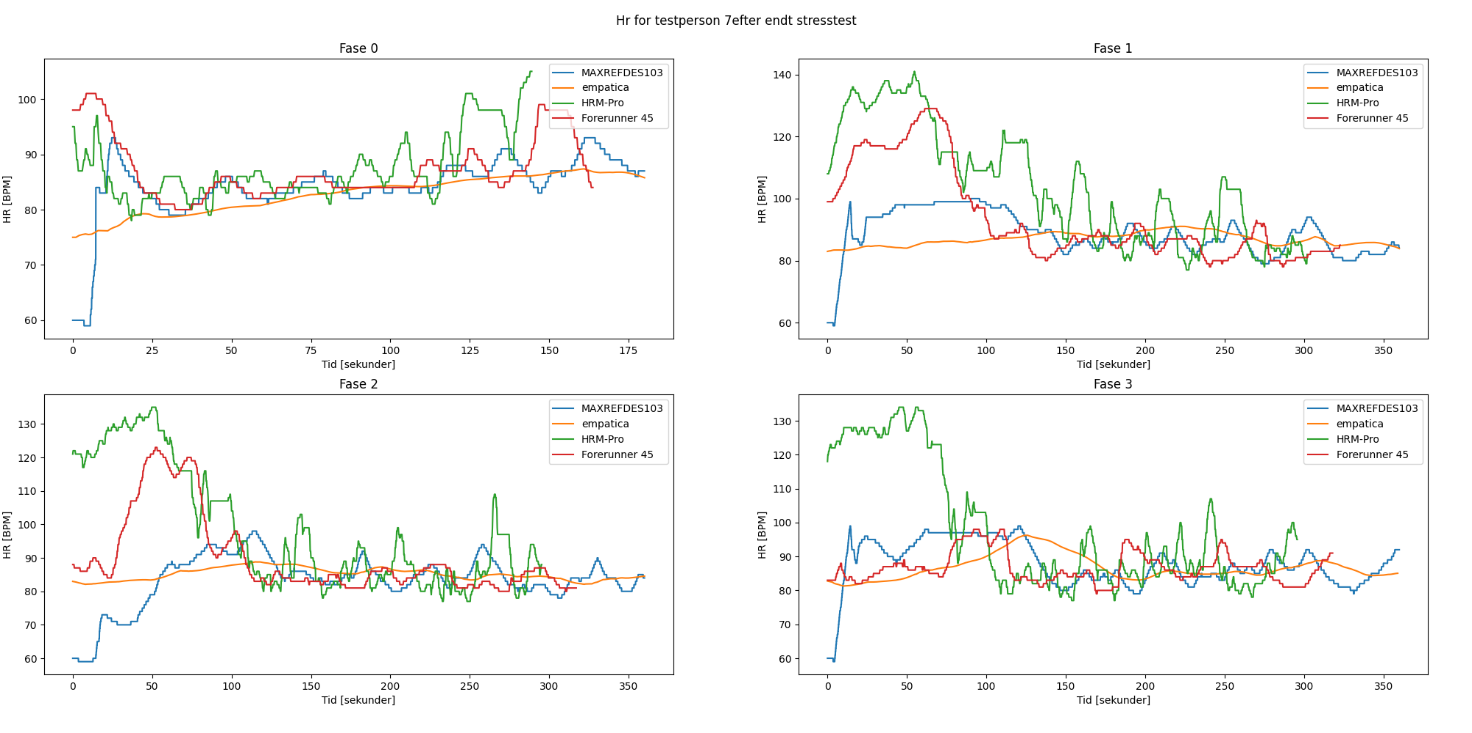 Hr for testperson 7efter endt stresstest
Fase 0
HR [BPM]
100
90
80
70
60
0 25 50 75 100 125 150 175
Tid [sekunder]
MAXREFDES103
empatica
HRM-Pro
Forerunner 45
Fase 1
HR [BPM]
140
120
100
80
60
0 50 100 150 200 250 300 350
Tid [sekunder]
MAXREFDES103
empatica
HRM-Pro
Forerunner 45
Fase 2
HR [BPM]
130
120
110
100
90
80
70
60
0 50 100 150 200 250 300 350
Tid [sekunder]
MAXREFDES103
empatica
HRM-Pro
Forerunner 45
Fase 3
HR [BPM]
130
120
110
100
90
80
70
60
0 50 100 150 200 250 300 350
Tid [sekunder]
MAXREFDES103
empatica
HRM-Pro
Forerunner 45